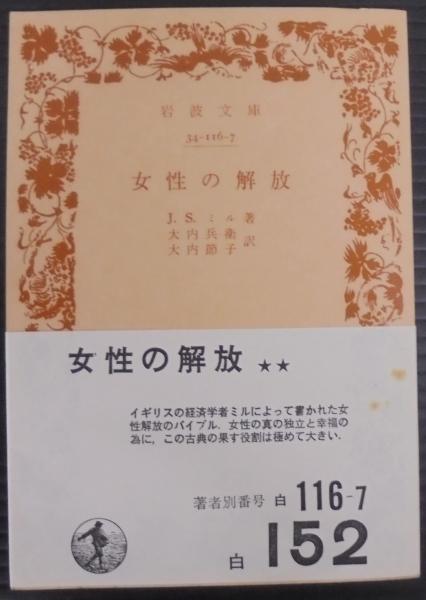 岩波文庫
34-116-7
女性の解放
J. S. ミル 著
大内兵衛
大内節子 訳
女性の解放 ★★
イギリスの経済学者ミルによって書かれた女
性解放のバイブル．女性の真の独立と幸福の
為に，この古典の果す役割は極めて大きい．
著者別番号 白 116-7
白 152